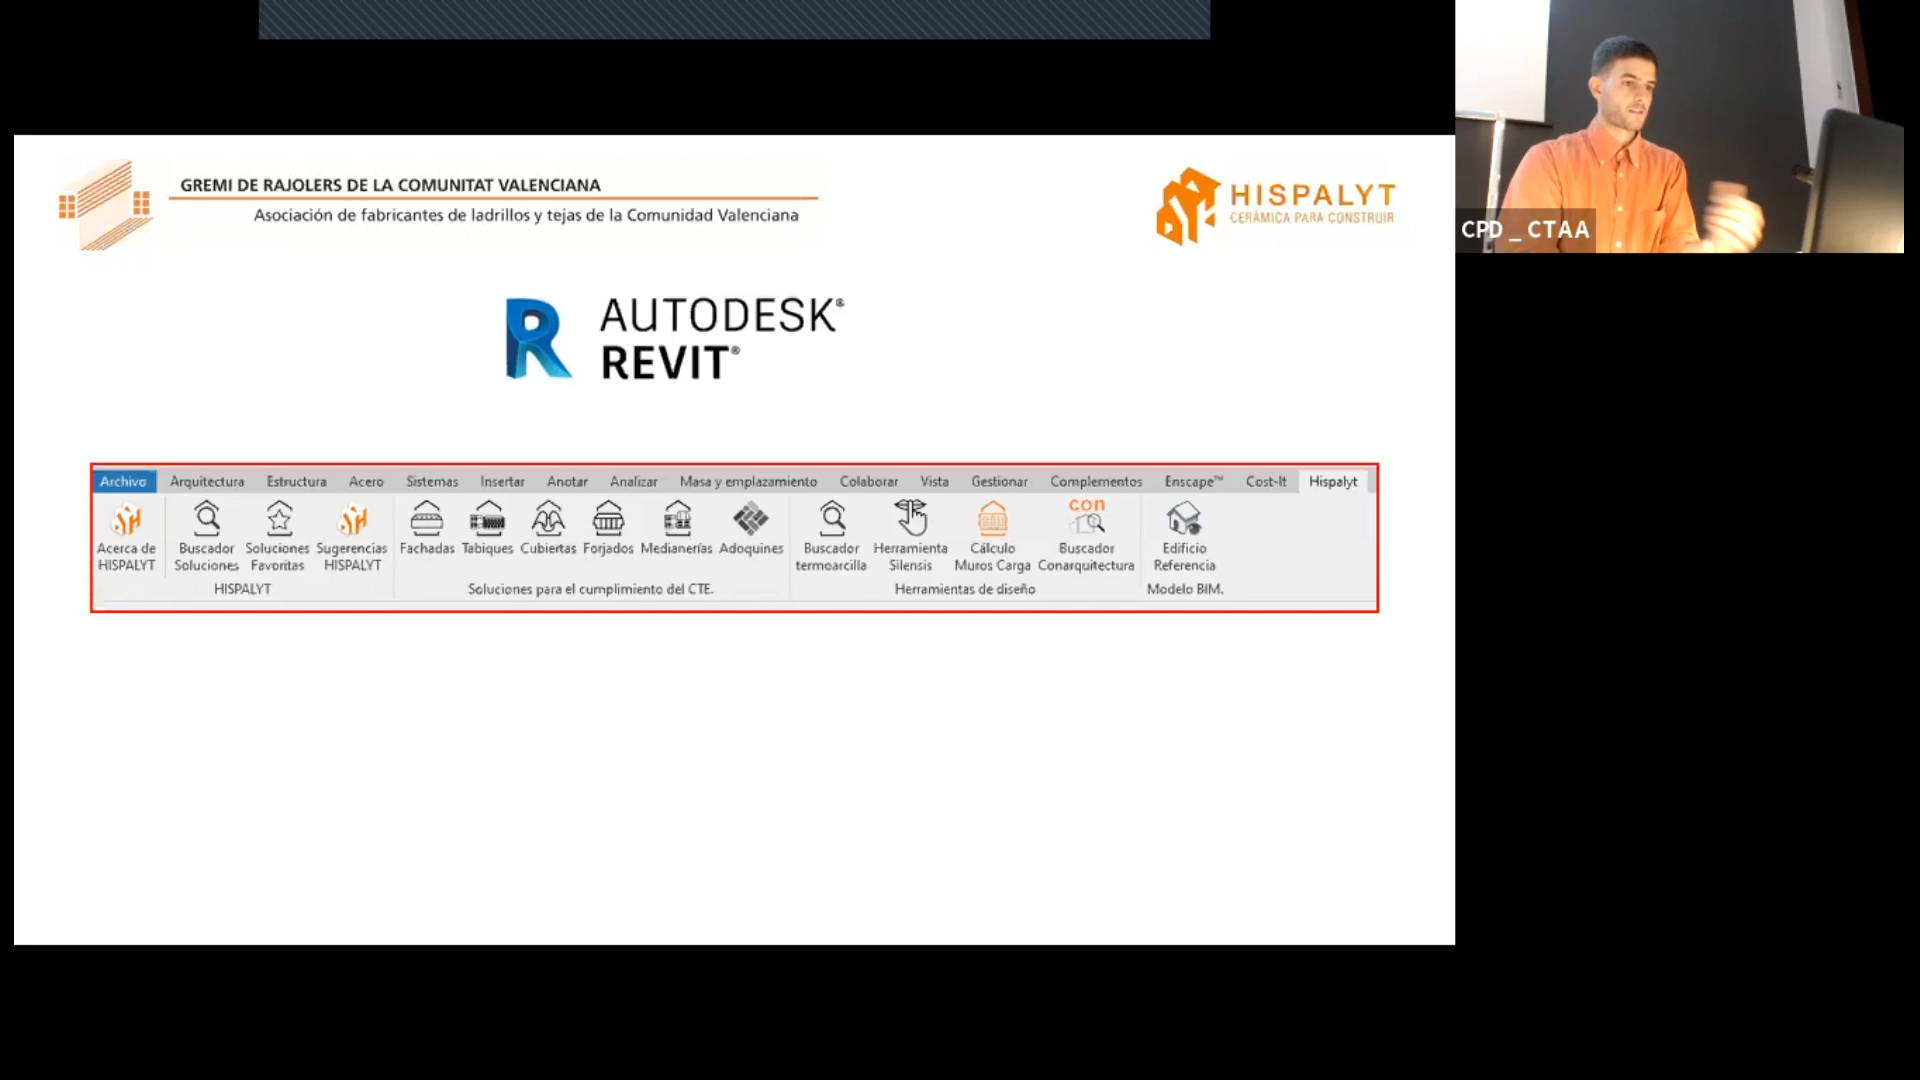 GREMI DE RAJOLERS DE LA COMUNITAT VALENCIANA
Asociación de fabricantes de ladrillos y tejas de la Comunidad Valenciana
HISPALYT
CERÁMICA PARA CONSTRUIR
CPD _ CTAA
R AUTODESK®
REVIT®
Archivo Arquitectura Estructura Acero Sistemas Insertar Anotar Analizar Masa y emplazamiento Colaborar Vista Gestionar Complementos Enscape™ Cost-It Hispalyt
con
Acerca de HISPALYT
Buscador Soluciones
Soluciones Favoritas
Sugerencias HISPALYT
Fachadas Tabiques Cubiertas Forjados Medianerías Adoquines
Buscador termoarcilla
Herramienta Silensis
Cálculo Muros Carga
Buscador Conarquitectura
Edificio Referencia
HISPALYT Soluciones para el cumplimiento del CTE. Herramientas de diseño Modelo BIM.